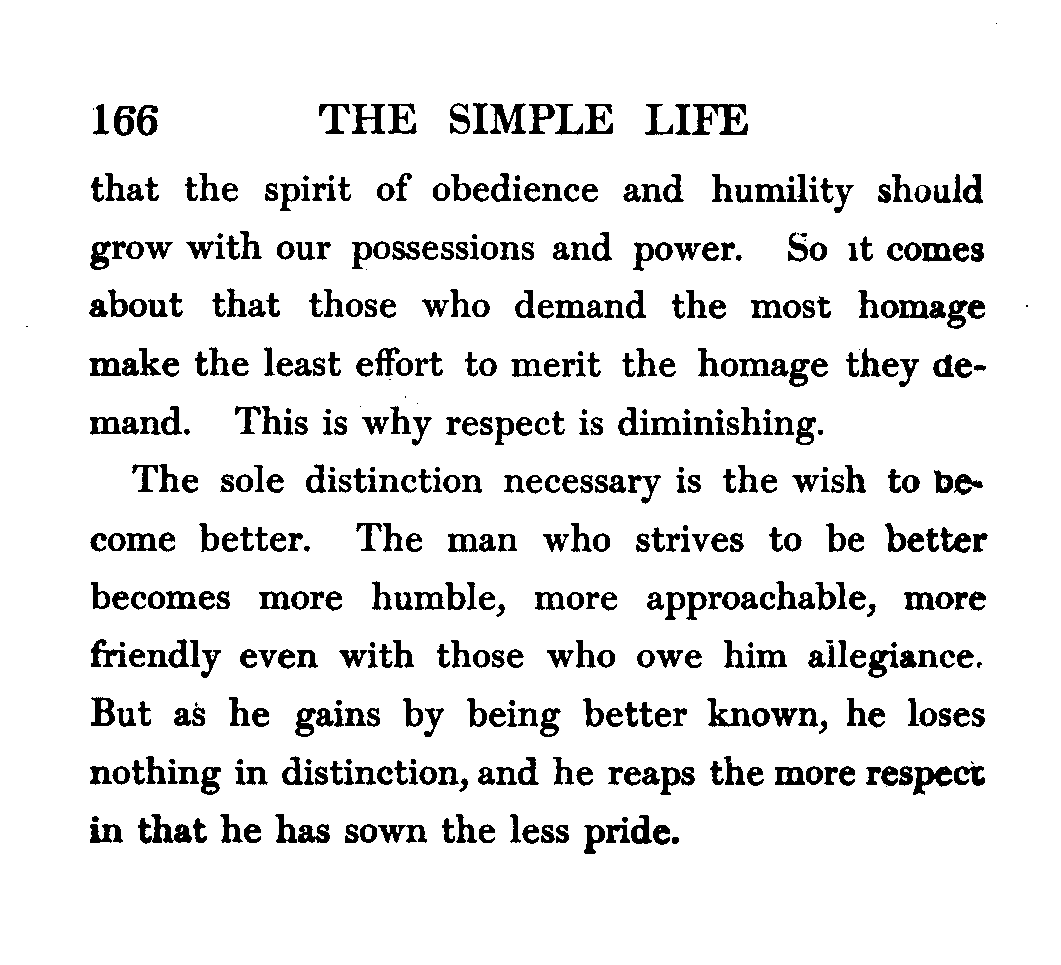 166 THE SIMPLE LIFE
that the spirit of obedience and humility should
grow with our possessions and power. So it comes
about that those who demand the most homage
make the least effort to merit the homage they de-
mand. This is why respect is diminishing.
The sole distinction necessary is the wish to be-
come better. The man who strives to be better
becomes more humble, more approachable, more
friendly even with those who owe him allegiance.
But as he gains by being better known, he loses
nothing in distinction, and he reaps the more respect
in that he has sown the less pride.